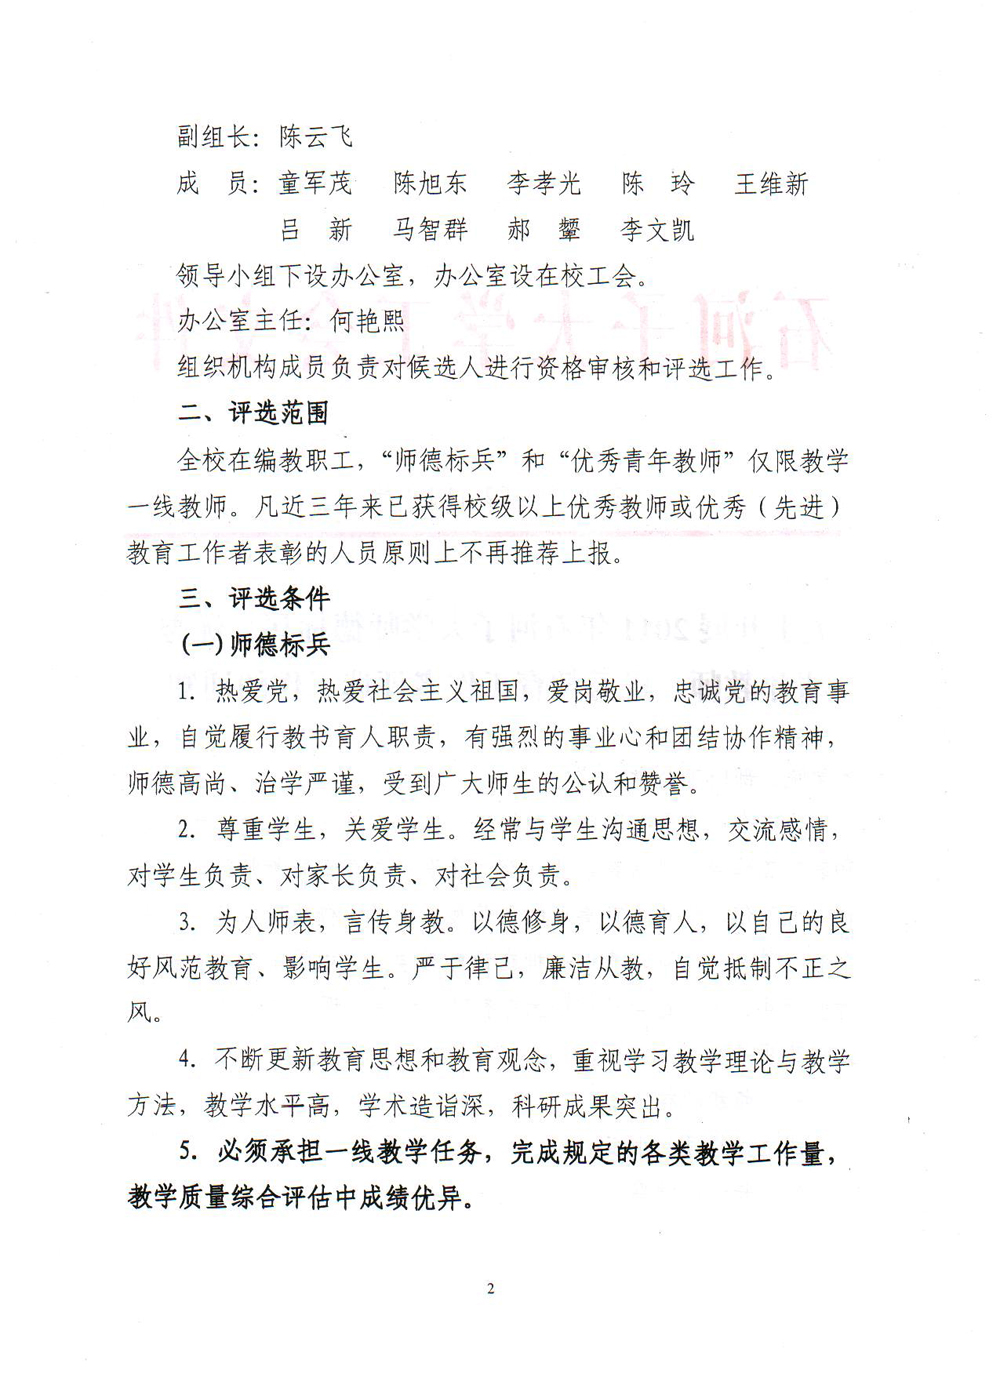 副组长：陈云飞
成　员：童军茂　陈旭东　李孝光　陈　玲　王维新
吕　新　马智群　郝　颦　李文凯
领导小组下设办公室，办公室设在校工会。
办公室主任：何艳熙
组织机构成员负责对候选人进行资格审核和评选工作。
二、评选范围
全校在编教职工，“师德标兵”和“优秀青年教师”仅限教学
一线教师。凡近三年来已获得校级以上优秀教师或优秀（先进）
教育工作者表彰的人员原则上不再推荐上报。
三、评选条件
(一)师德标兵
1．热爱党，热爱社会主义祖国，爱岗敬业，忠诚党的教育事
业，自觉履行教书育人职责，有强烈的事业心和团结协作精神，
师德高尚、治学严谨，受到广大师生的公认和赞誉。
2．尊重学生，关爱学生。经常与学生沟通思想，交流感情，
对学生负责、对家长负责、对社会负责。
3．为人师表，言传身教。以德修身，以德育人，以自己的良
好风范教育、影响学生。严于律己，廉洁从教，自觉抵制不正之
风。
4．不断更新教育思想和教育观念，重视学习教学理论与教学
方法，教学水平高，学术造诣深，科研成果突出。
5．必须承担一线教学任务，完成规定的各类教学工作量，
教学质量综合评估中成绩优异。
2